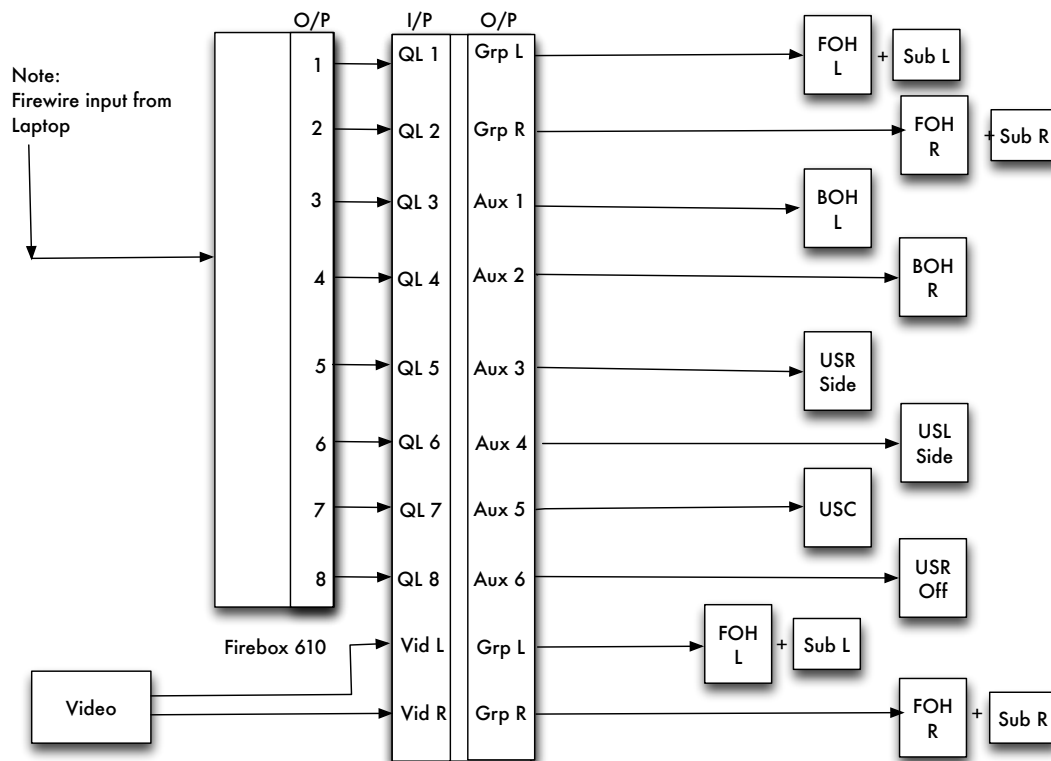 O/P I/P O/P
Note:
Firewire input from
Laptop
1 QL 1 Grp L FOH
L + Sub L
2 QL 2 Grp R FOH
R + Sub R
3 QL 3 Aux 1 BOH
L
4 QL 4 Aux 2 BOH
R
5 QL 5 Aux 3 USR
Side
6 QL 6 Aux 4 USL
Side
7 QL 7 Aux 5 USC
8 QL 8 Aux 6 USR
Off
Firebox 610
Vid L Grp L FOH
L + Sub L
Video
Vid R Grp R FOH
R + Sub R